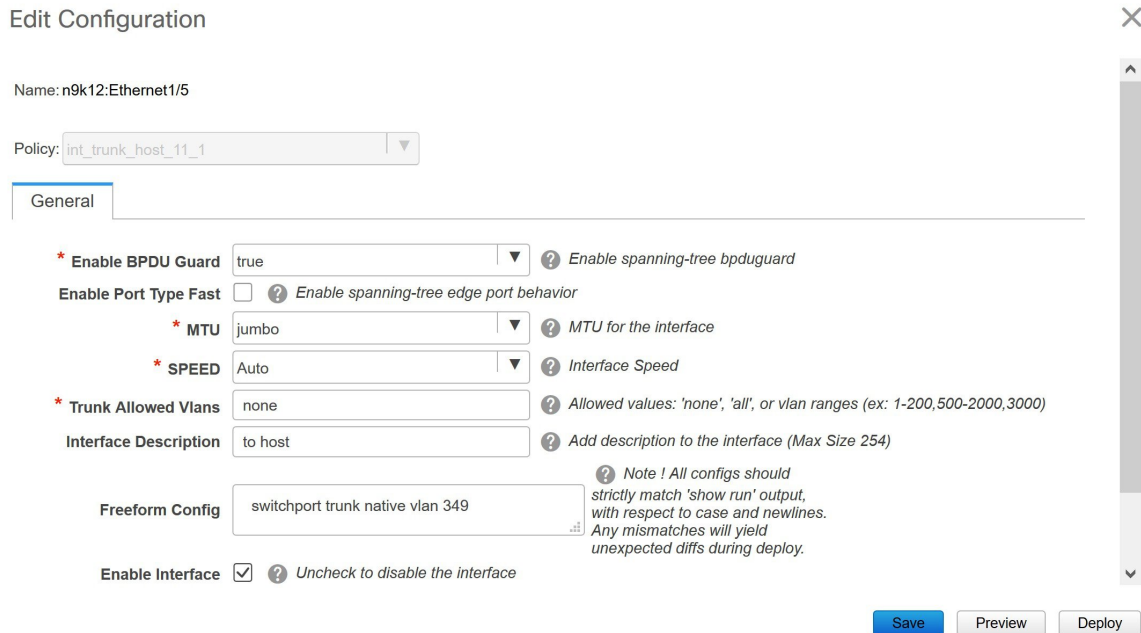 Edit Configuration
Name: n9k12:Ethernet1/5
Policy: int_trunk_host_11_1
General
* Enable BPDU Guard true Enable spanning-tree bpduguard
Enable Port Type Fast Enable spanning-tree edge port behavior
* MTU jumbo MTU for the interface
* SPEED Auto Interface Speed
* Trunk Allowed Vlans none Allowed values: 'none', 'all', or vlan ranges (ex: 1-200,500-2000,3000)
Interface Description to host Add description to the interface (Max Size 254)
Note ! All configs should
strictly match 'show run' output,
Freeform Config switchport trunk native vlan 349 with respect to case and newlines.
Any mismatches will yield
unexpected diffs during deploy.
Enable Interface Uncheck to disable the interface
Save Preview Deploy